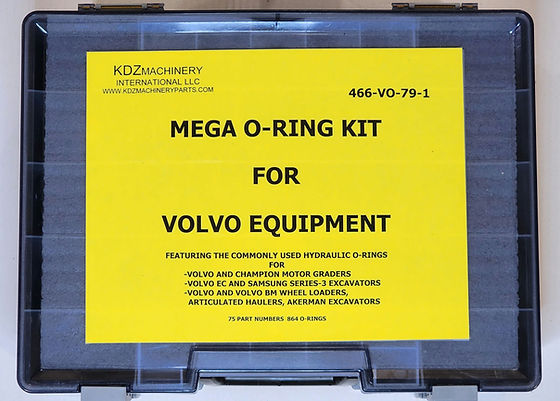 KDZMACHINERY
INTERNATIONAL LLC
WWW.KDZMACHINERYPARTS.COM
466-VO-79-1
MEGA O-RING KIT
FOR
VOLVO EQUIPMENT
FEATURING THE COMMONLY USED HYDRAULIC O-RINGS
FOR
-VOLVO AND CHAMPION MOTOR GRADERS
-VOLVO EC AND SAMSUNG SERIES-3 EXCAVATORS
-VOLVO AND VOLVO BM WHEEL LOADERS,
ARTICULATED HAULERS, AKERMAN EXCAVATORS
75 PART NUMBERS 864 O-RINGS